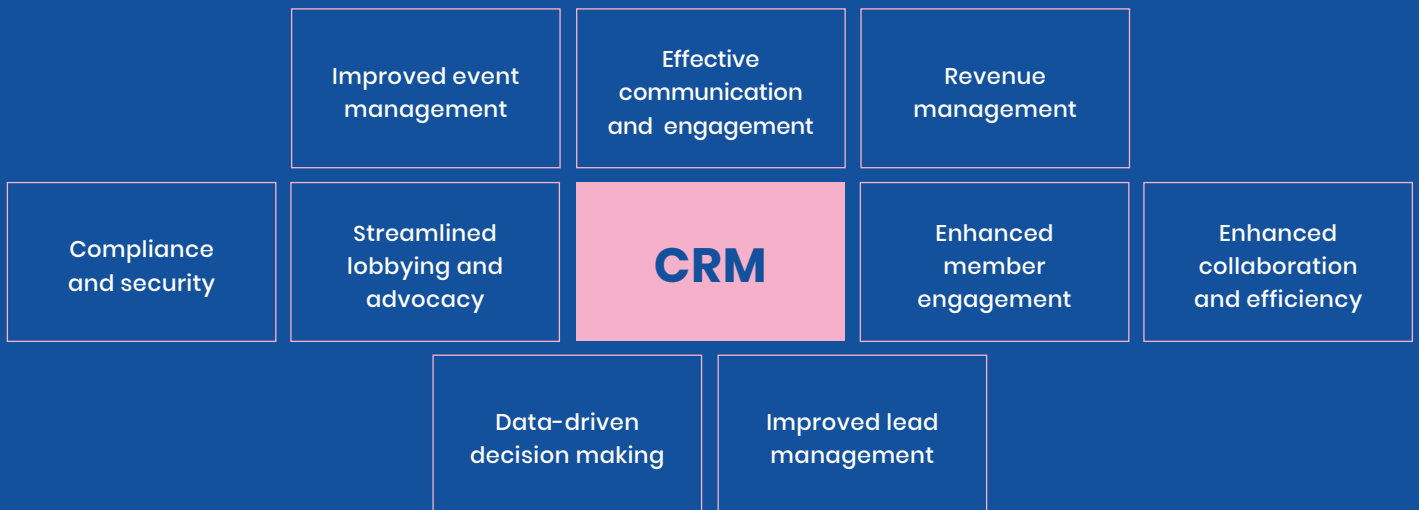 Improved event
management
Effective
communication
and engagement
Revenue
management
Compliance
and security
Streamlined
lobbying and
advocacy
CRM
Enhanced
member
engagement
Enhanced
collaboration
and efficiency
Data-driven
decision making
Improved lead
management